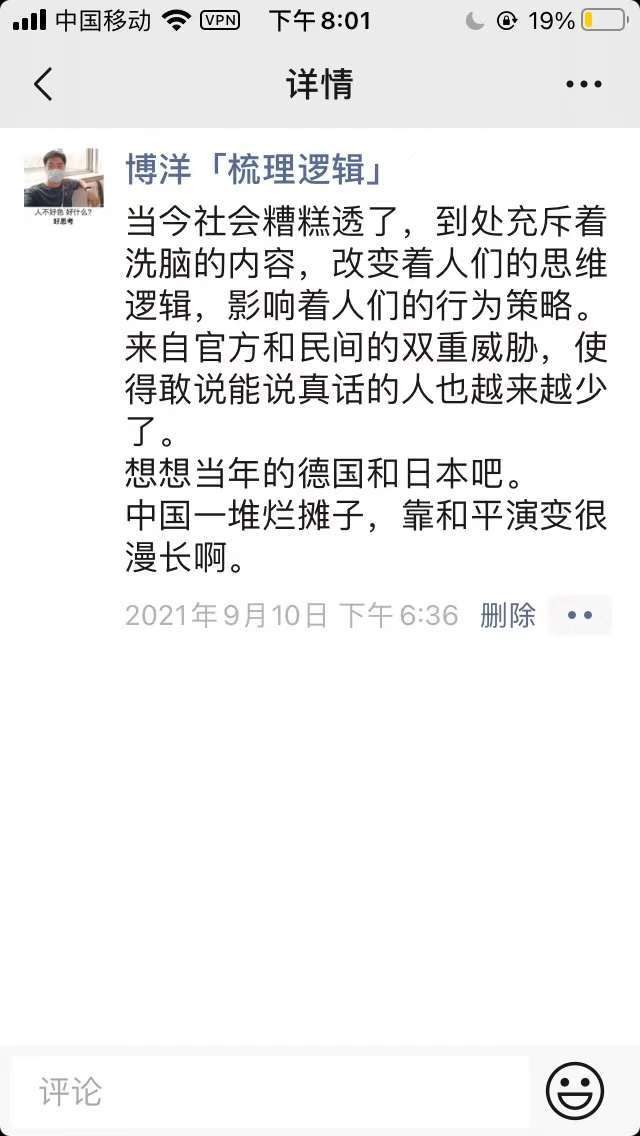 中国移动 VPN 下午8:01 19%
详情
博洋「梳理逻辑」
人不好色 好什么?
好思考
当今社会糟糕透了，到处充斥着
洗脑的内容，改变着人们的思维
逻辑，影响着人们的行为策略。
来自官方和民间的双重威胁，使
得敢说能说真话的人也越来越少
了。
想想当年的德国和日本吧。
中国一堆烂摊子，靠和平演变很
漫长啊。
2021年9月10日 下午6:36 删除
评论